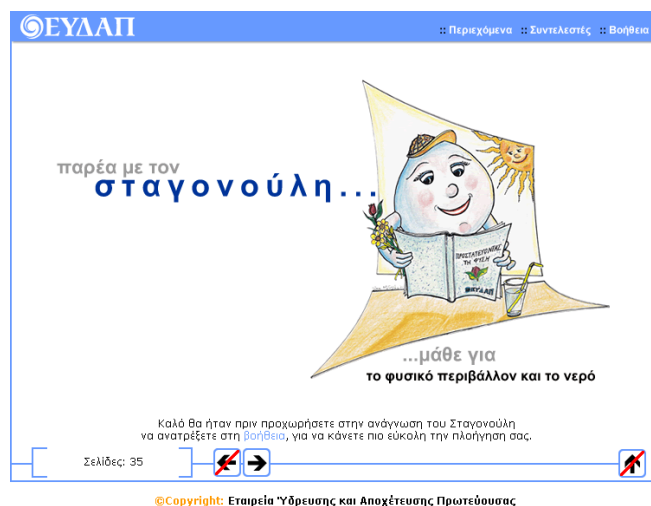 ΕΥΔΑΠ
:: Περιεχόμενα :: Συντελεστές :: Βοήθεια
παρέα με τον
σταγονούλη...
ΠΡΟΣΤΑΤΕΥΟΝΤΑΣ
ΤΗ ΦΥΣΗ
ΕΥΔΑΠ
...μάθε για
το φυσικό περιβάλλον και το νερό
Καλό θα ήταν πριν προχωρήσετε στην ανάγνωση του Σταγονούλη
να ανατρέξετε στη βοήθεια, για να κάνετε πιο εύκολη την πλοήγηση σας.
Σελίδες: 35
©Copyright: Εταιρεία Ύδρευσης και Αποχέτευσης Πρωτεύουσας